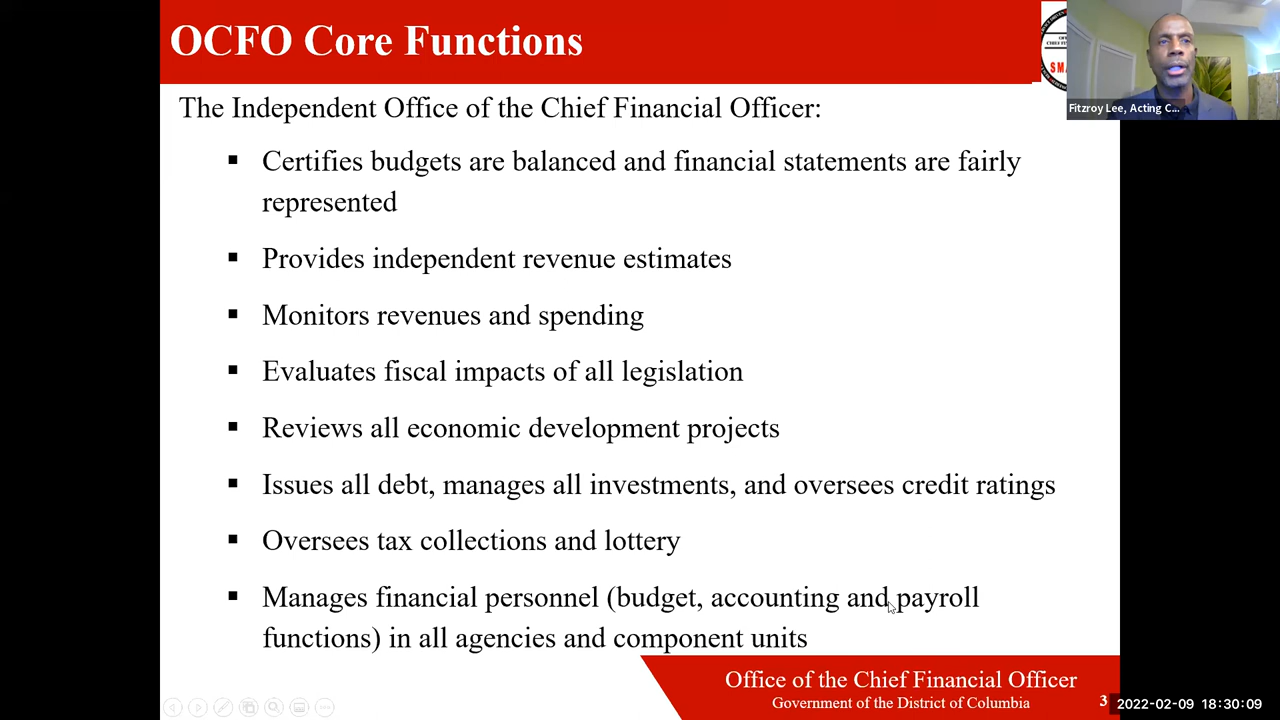 OCFO Core Functions
Fitzroy Lee, Acting C...
The Independent Office of the Chief Financial Officer:
▪ Certifies budgets are balanced and financial statements are fairly
represented
▪ Provides independent revenue estimates
▪ Monitors revenues and spending
▪ Evaluates fiscal impacts of all legislation
▪ Reviews all economic development projects
▪ Issues all debt, manages all investments, and oversees credit ratings
▪ Oversees tax collections and lottery
▪ Manages financial personnel (budget, accounting and payroll
functions) in all agencies and component units
Office of the Chief Financial Officer
Government of the District of Columbia
3
2022-02-09 18:30:09